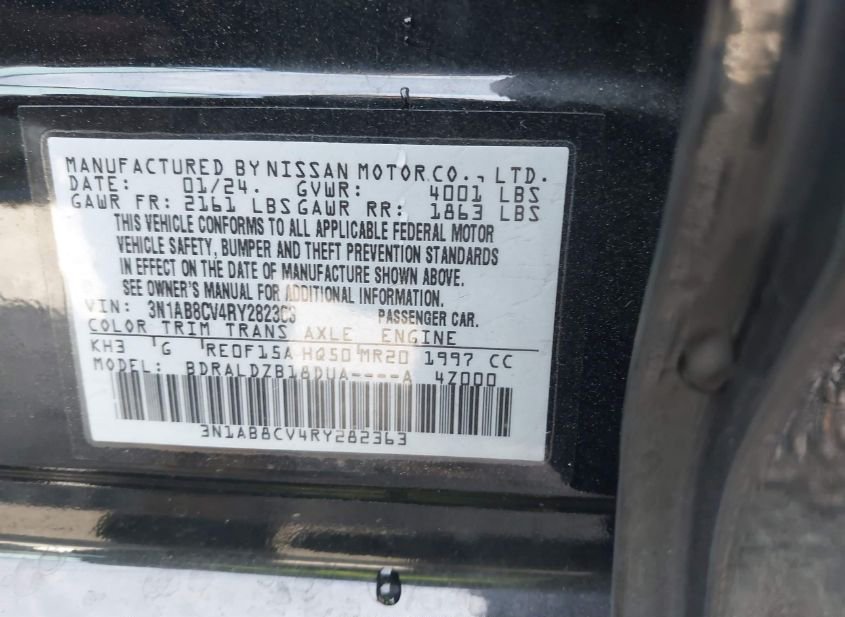 MANUFACTURED BY NISSAN MOTOR CO., LTD.
DATE: 01/24. GVWR: 4001 LBS
GAWR FR: 2161 LBS GAWR RR: 1863 LBS
THIS VEHICLE CONFORMS TO ALL APPLICABLE FEDERAL MOTOR
VEHICLE SAFETY, BUMPER AND THEFT PREVENTION STANDARDS
IN EFFECT ON THE DATE OF MANUFACTURE SHOWN ABOVE.
SEE OWNER'S MANUAL FOR ADDITIONAL INFORMATION.
VIN: 3N1AB8CV4RY282363 PASSENGER CAR.
COLOR TRIM TRANS AXLE ENGINE
KH3 G RE0F15A HQ50 MR20 1997 CC
MODEL: BDRALDZB18DUA----A 4Z000
3N1AB8CV4RY282363